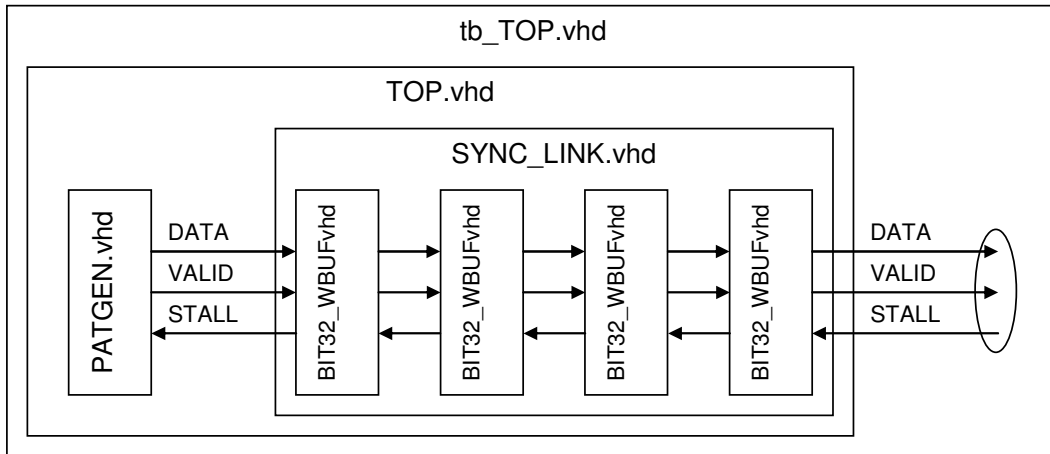 tb_TOP.vhd
TOP.vhd
SYNC_LINK.vhd
PATGEN.vhd
DATA
VALID
STALL
BIT32_WBUFvhd
BIT32_WBUFvhd
BIT32_WBUFvhd
BIT32_WBUFvhd
DATA
VALID
STALL